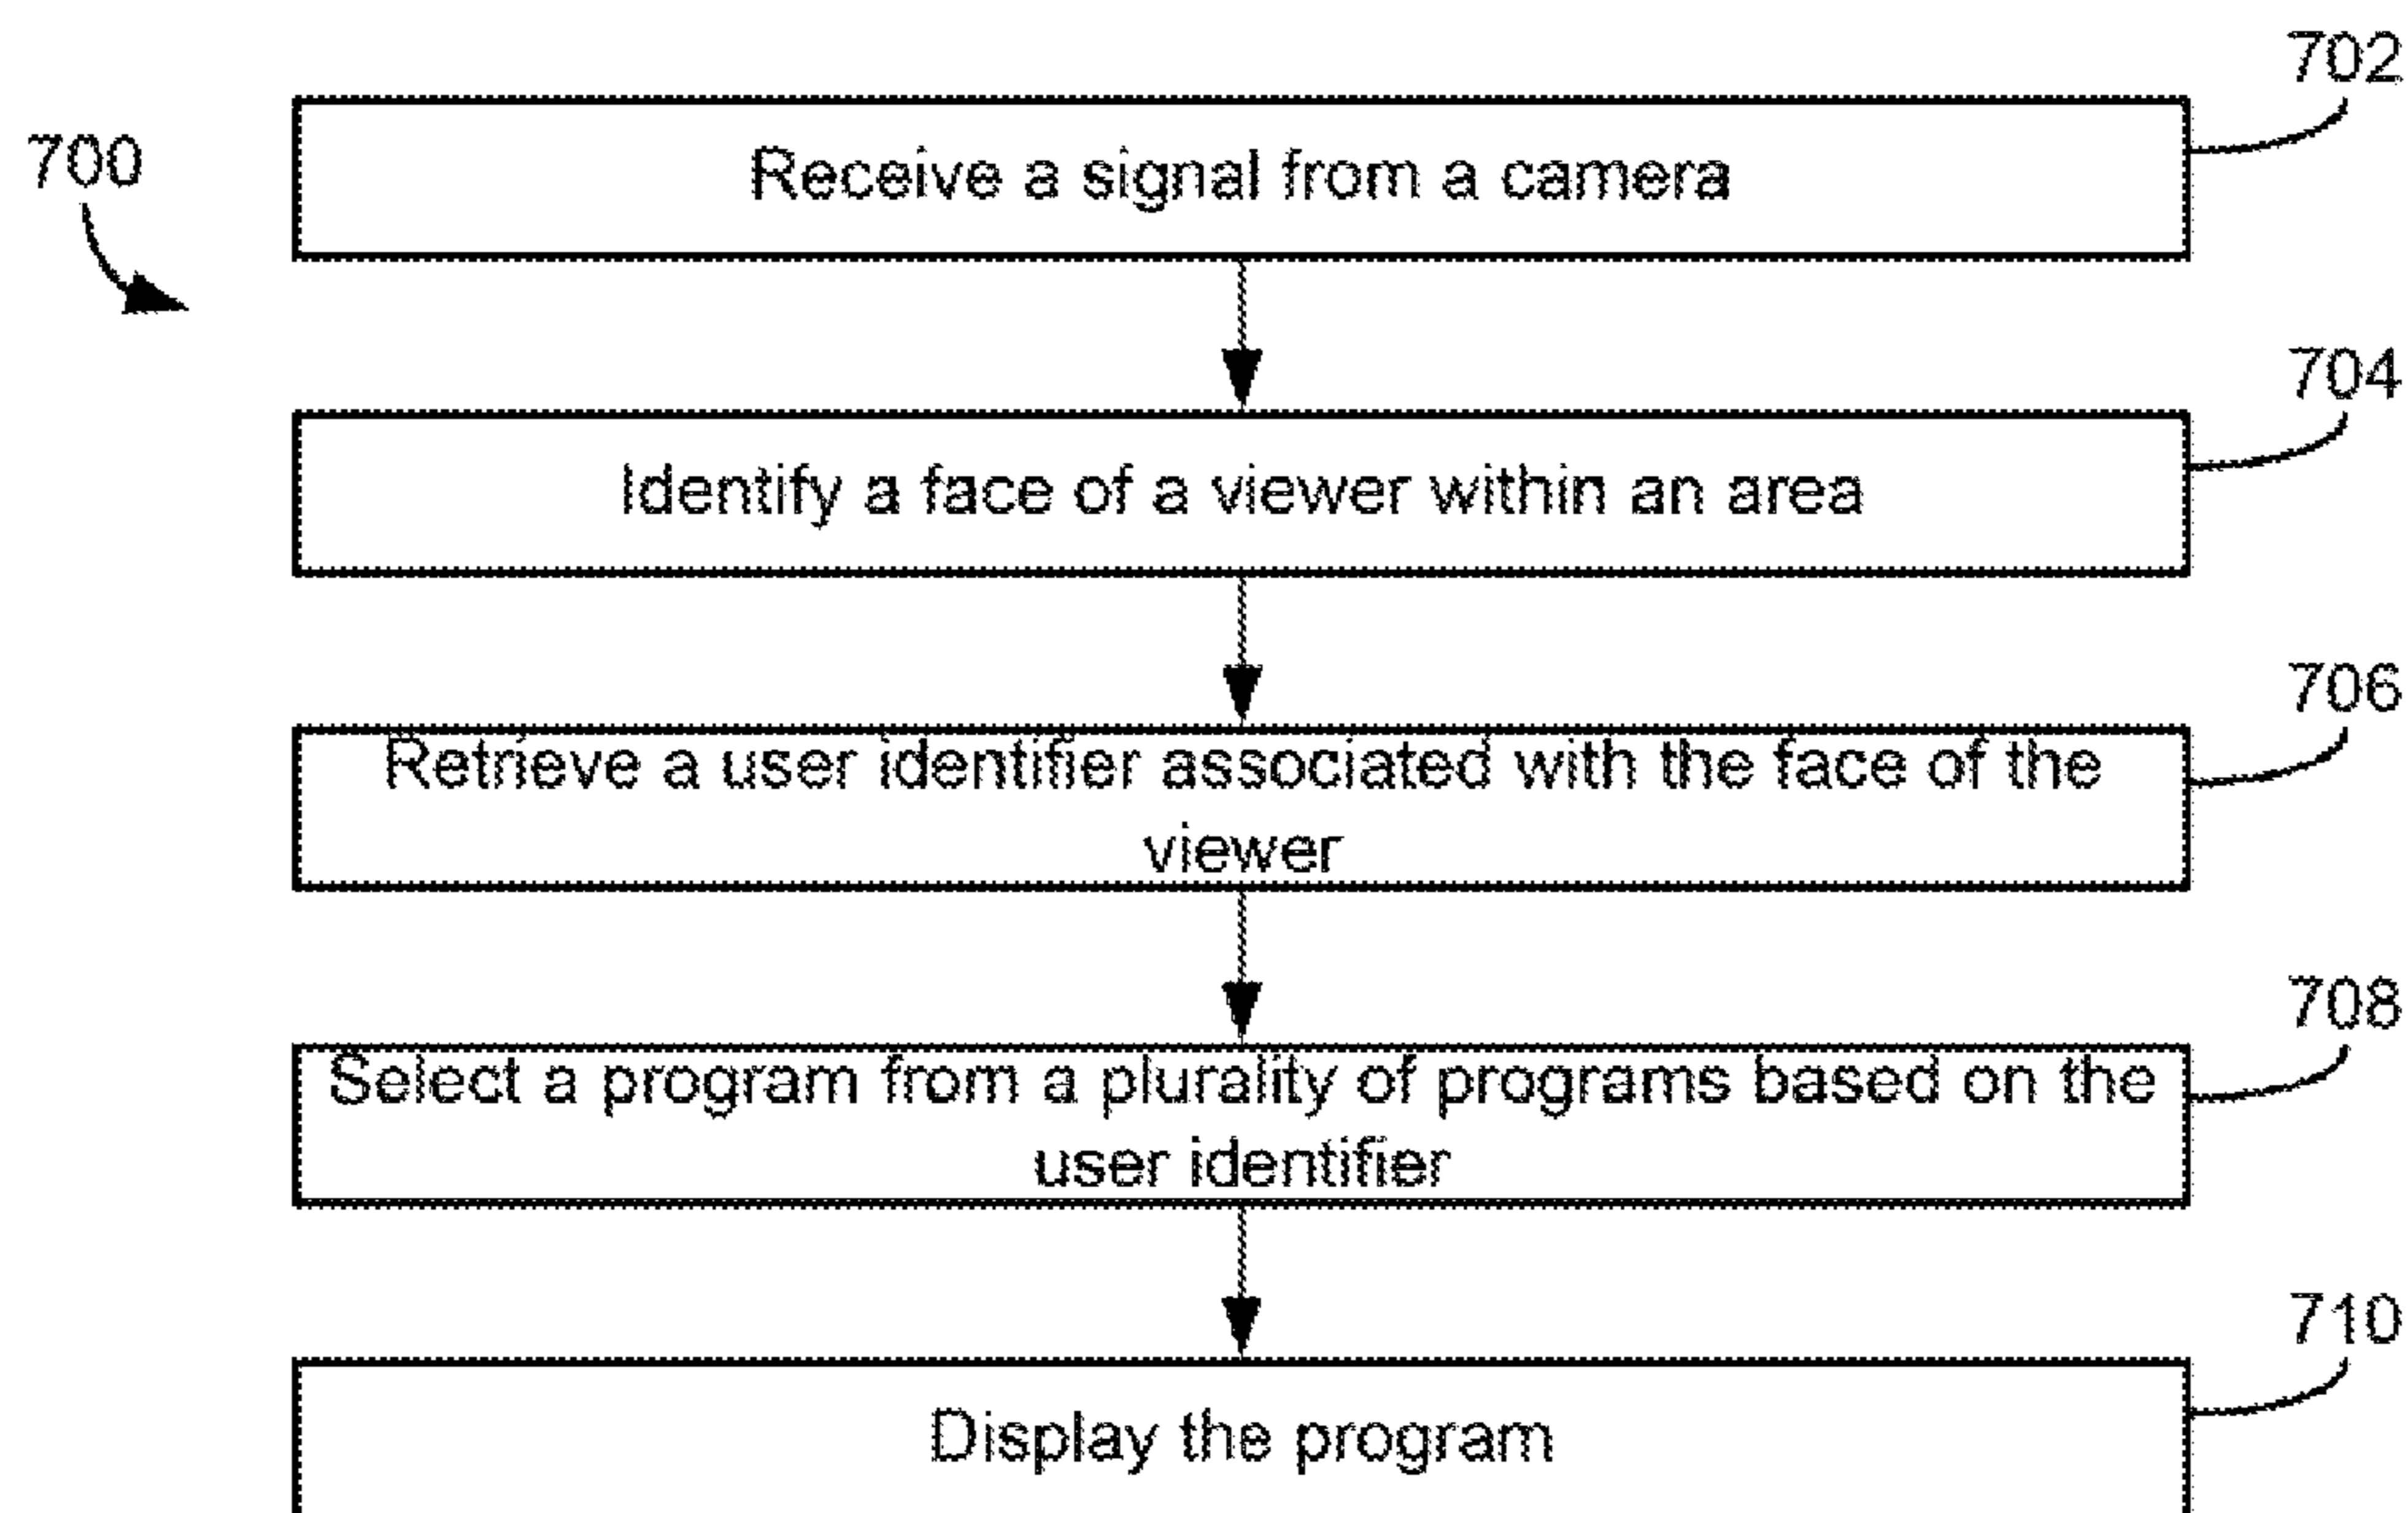 702
700
Receive a signal from a camera
704
Identify a face of a viewer within an area
706
Retrieve a user identifier associated with the face of the
viewer
708
Select a program from a plurality of programs based on the
user identifier
710
Display the program